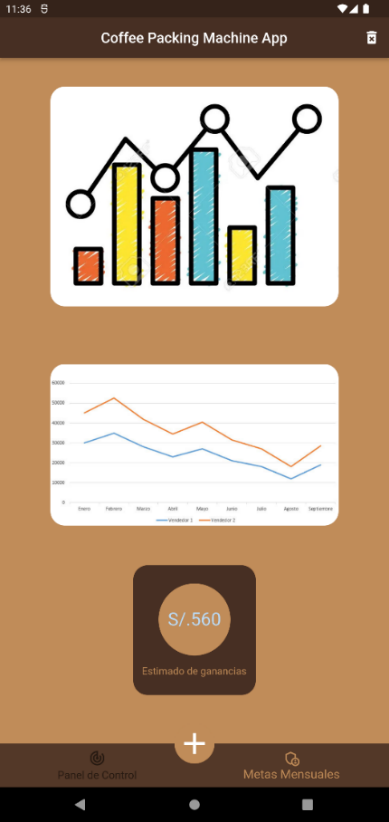 11:36
Coffee Packing Machine App
60000
50000
40000
30000
20000
10000
0
Enero Febrero Marzo Abril Mayo Junio Julio Agosto Septiembre
Vendedor 1 Vendedor 2
S/.560
Estimado de ganancias
Panel de Control
Metas Mensuales